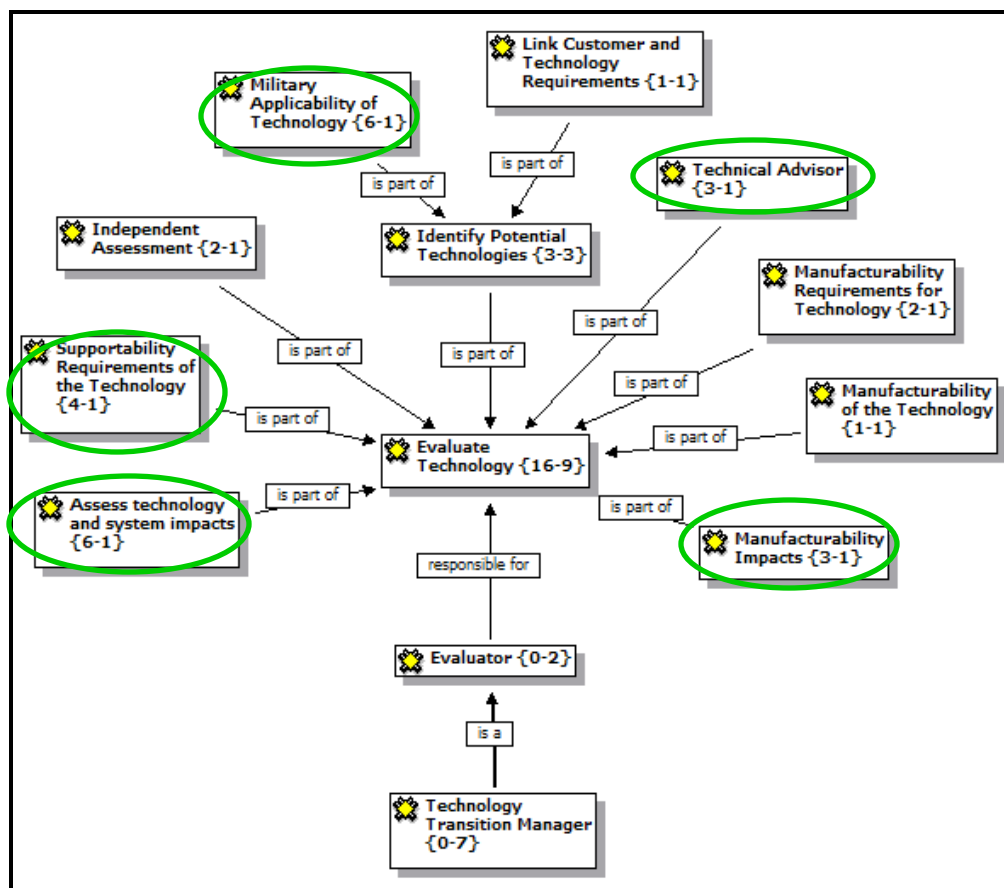 Link Customer and
Technology
Requirements {1-1}
Military
Applicability of
Technology {6-1}
Technical Advisor
{3-1}
is part of
is part of
Independent
Assessment {2-1}
Identify Potential
Technologies {3-3}
Manufacturability
Requirements for
Technology {2-1}
is part of
is part of
is part of
Supportability
Requirements of
the Technology
{4-1}
is part of
Manufacturability
of the Technology
{1-1}
is part of
is part of
Evaluate
Technology {16-9}
Assess technology
and system impacts
{6-1}
is part of
is part of
Manufacturability
Impacts {3-1}
responsible for
Evaluator {0-2}
is a
Technology
Transition Manager
{0-7}